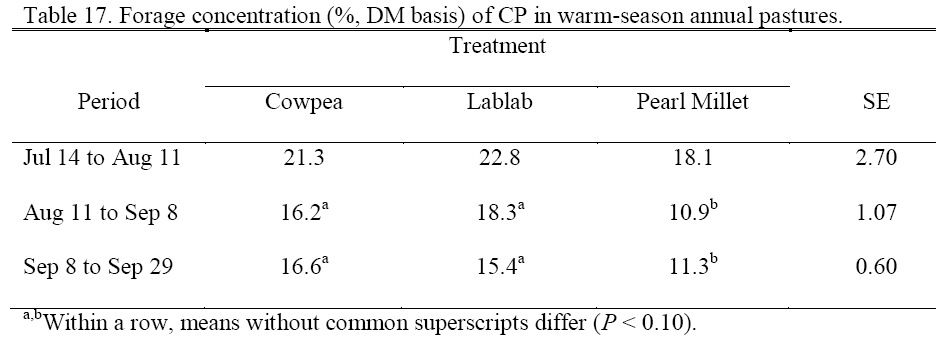 Table 17. Forage concentration (%, DM basis) of CP in warm-season annual pastures.
Treatment
Period Cowpea Lablab Pearl Millet SE
Jul 14 to Aug 11 21.3 22.8 18.1 2.70
Aug 11 to Sep 8 16.2ᵃ 18.3ᵃ 10.9ᵇ 1.07
Sep 8 to Sep 29 16.6ᵃ 15.4ᵃ 11.3ᵇ 0.60
ᵃ,ᵇWithin a row, means without common superscripts differ (P < 0.10).